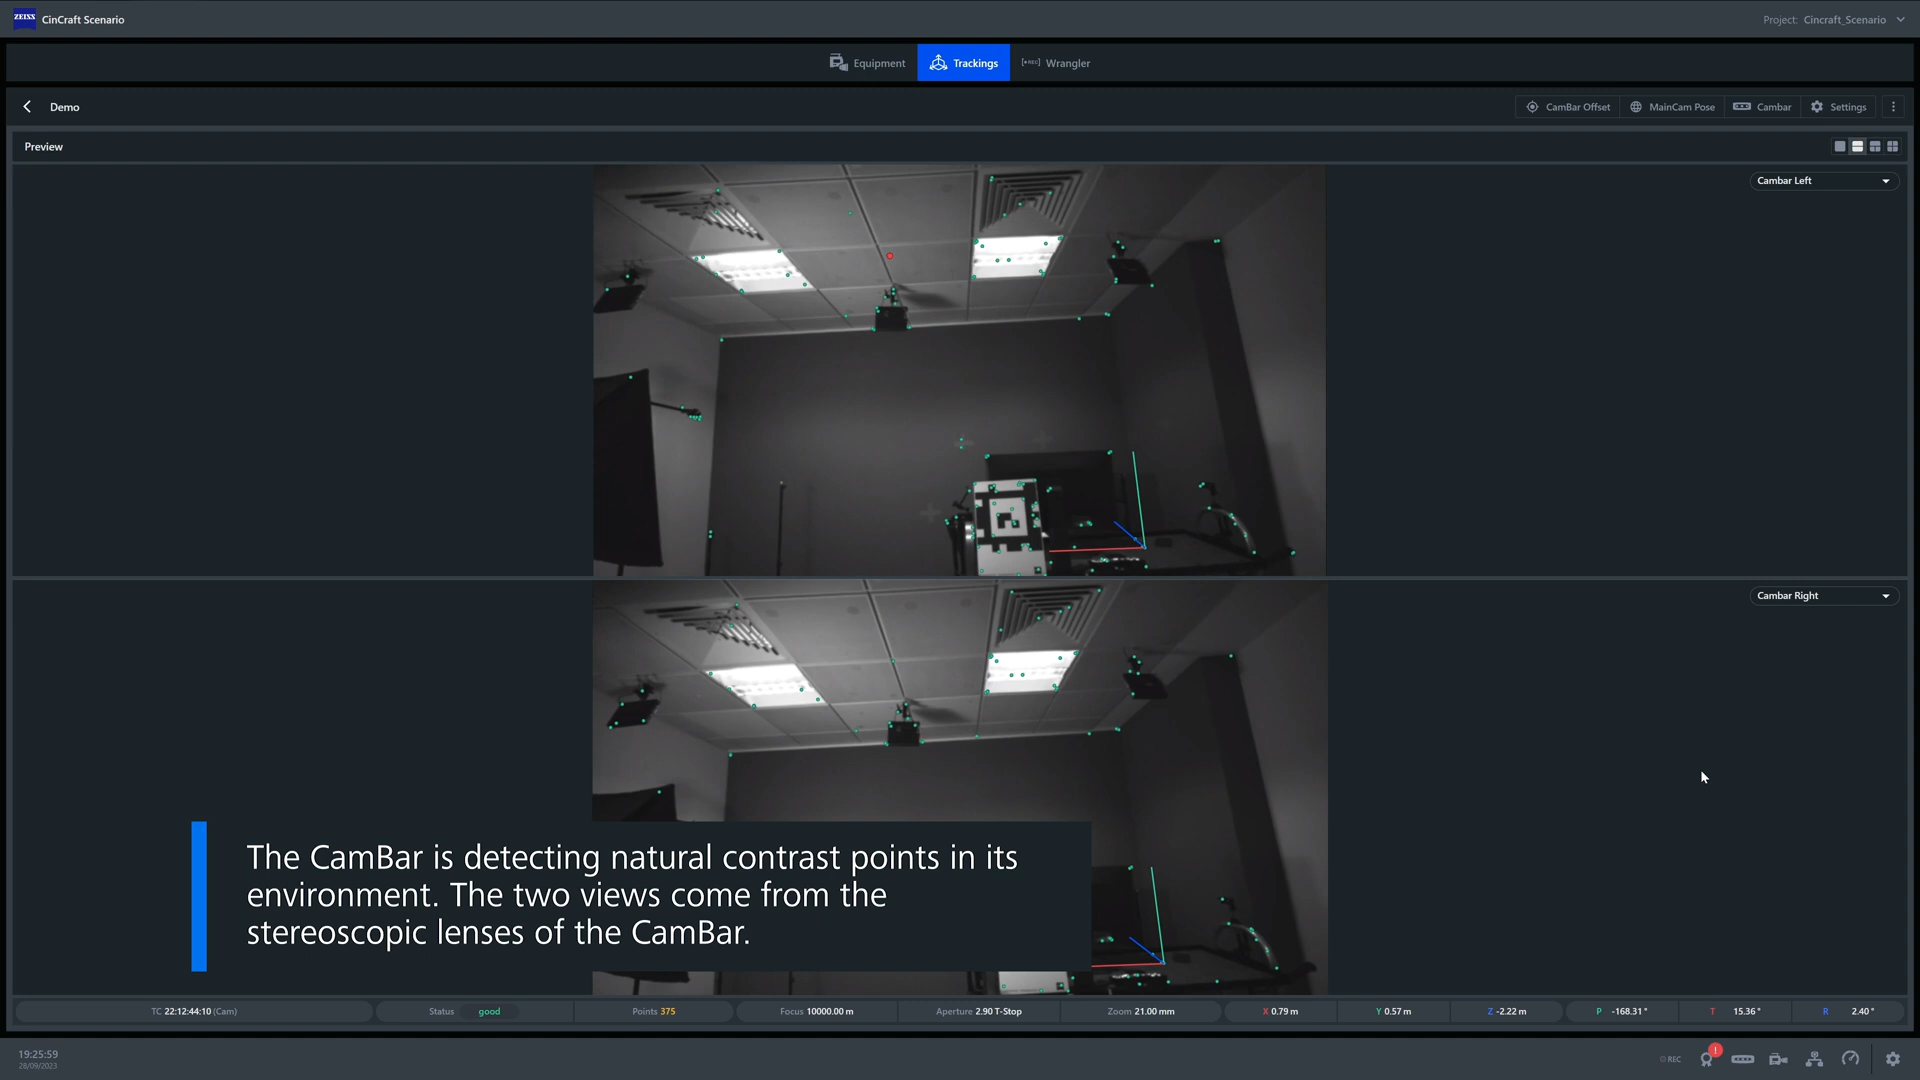 ZEISS CinCraft Scenario
Project: Cincraft_Scenario
Equipment Trackings REC Wrangler
Demo
CamBar Offset MainCam Pose Cambar Settings
Preview
Cambar Left
Cambar Right
The CamBar is detecting natural contrast points in its
environment. The two views come from the
stereoscopic lenses of the CamBar.
TC 22:12:44:10 (Cam) Status good Points 375 Focus 10000.00 m Aperture 2.90 T-Stop Zoom 21.00 mm X 0.79 m Y 0.57 m Z -2.22 m P -168.31° T 15.36° R 2.40°
19:25:59
28/09/2023
REC !